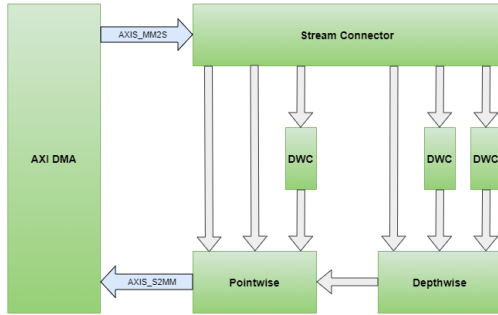 AXIS_MM2S
Stream Connector
AXI DMA
DWC
DWC
DWC
AXIS_S2MM
Pointwise
Depthwise